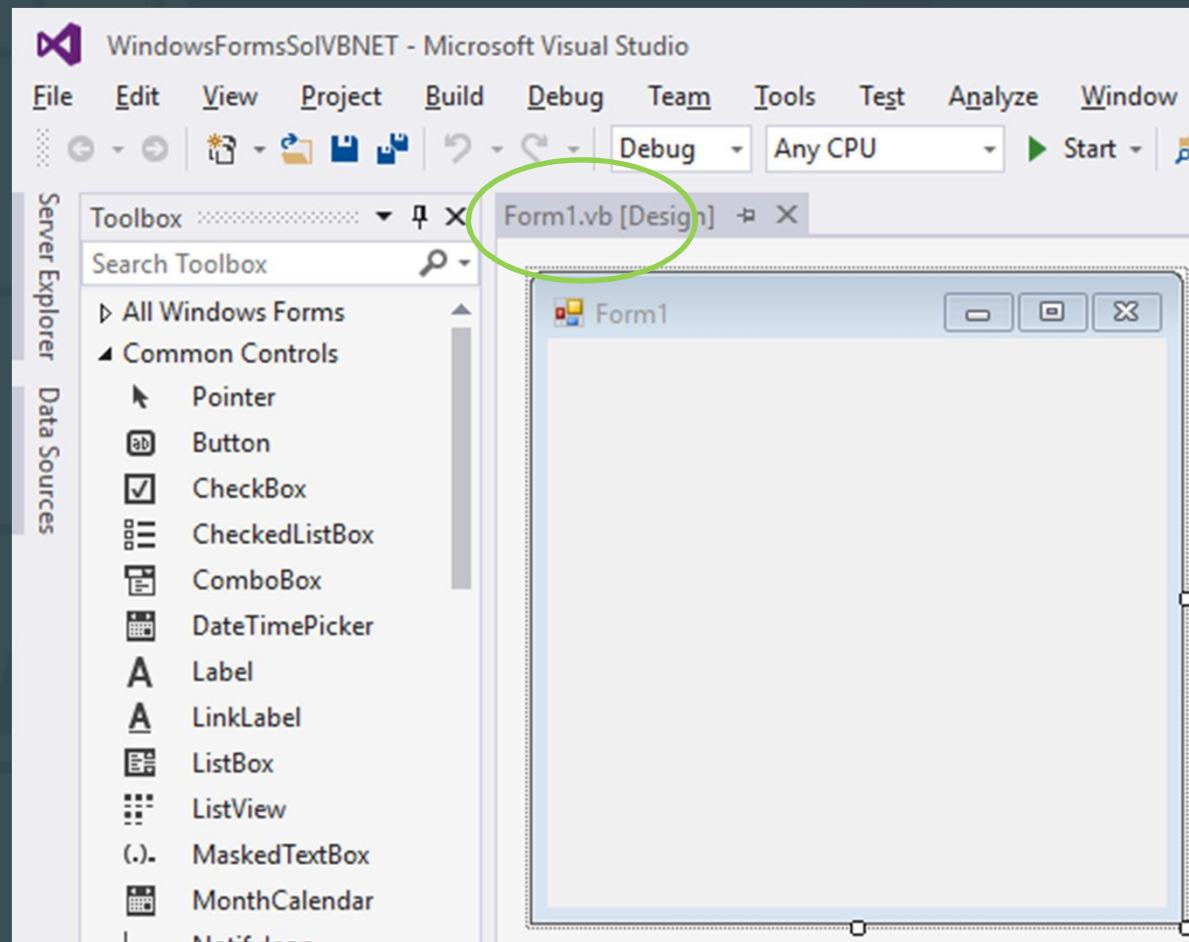 WindowsFormsSolVBNET - Microsoft Visual Studio
File Edit View Project Build Debug Team Tools Test Analyze Window
Debug Any CPU Start
Server Explorer
Data Sources
Toolbox
Search Toolbox
All Windows Forms
Common Controls
Pointer
Button
CheckBox
CheckedListBox
ComboBox
DateTimePicker
Label
LinkLabel
ListBox
ListView
MaskedTextBox
MonthCalendar
Form1.vb [Design]
Form1